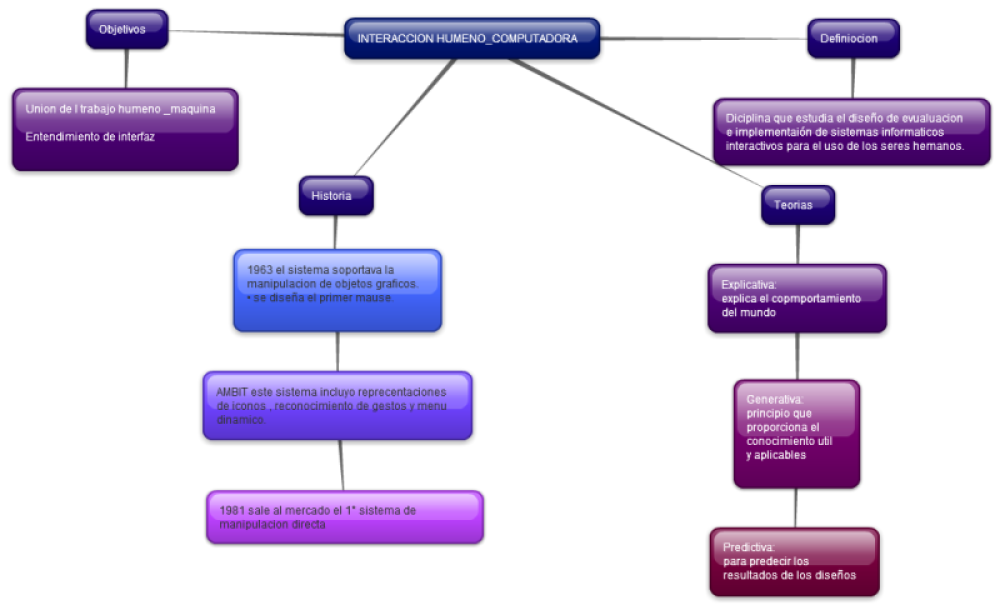 Objetivos
INTERACCION HUMENO_COMPUTADORA
Definiocion
Union de l trabajo humeno _maquina
Entendimiento de interfaz
Diciplina que estudia el diseño de evualuacion
e implementaión de sistemas informaticos
interactivos para el uso de los seres hemanos.
Historia
1963 el sistema soportava la
manipulacion de objetos graficos.
• se diseña el primer mause.
AMBIT este sistema incluyo reprecentaciones
de iconos , reconocimiento de gestos y menu
dinamico.
1981 sale al mercado el 1° sistema de
manipulacion directa
Teorias
Explicativa:
explica el copmportamiento
del mundo
Generativa:
principio que
proporciona el
conocimiento util
y aplicables
Predictiva:
para predecir los
resultados de los diseños